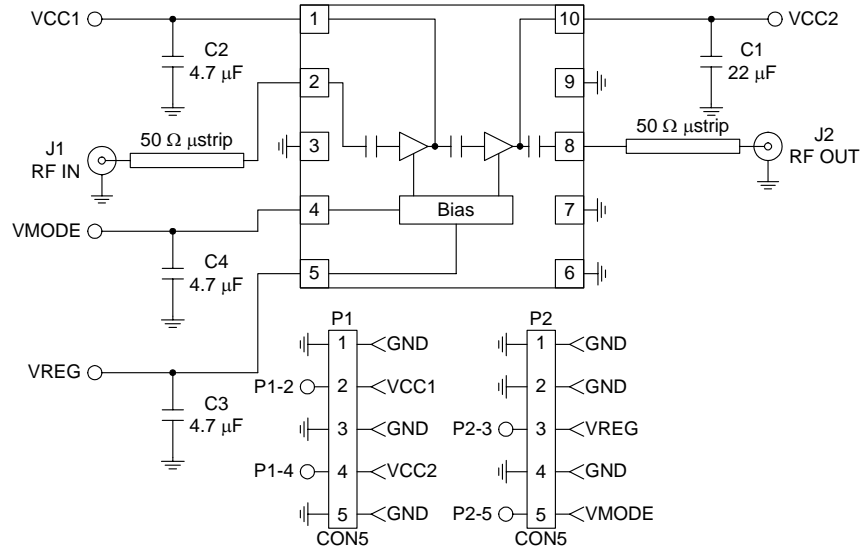 VCC1
C2
4.7 μF
1
10
VCC2
C1
22 μF
2
9
J1
RF IN
50 Ω μstrip
3
8
50 Ω μstrip
J2
RF OUT
VMODE
4
Bias
7
C4
4.7 μF
5
6
VREG
C3
4.7 μF
P1
1 GND
P1-2 2 VCC1
3 GND
P1-4 4 VCC2
5 GND
CON5
P2
1 GND
2 GND
P2-3 3 VREG
4 GND
P2-5 5 VMODE
CON5